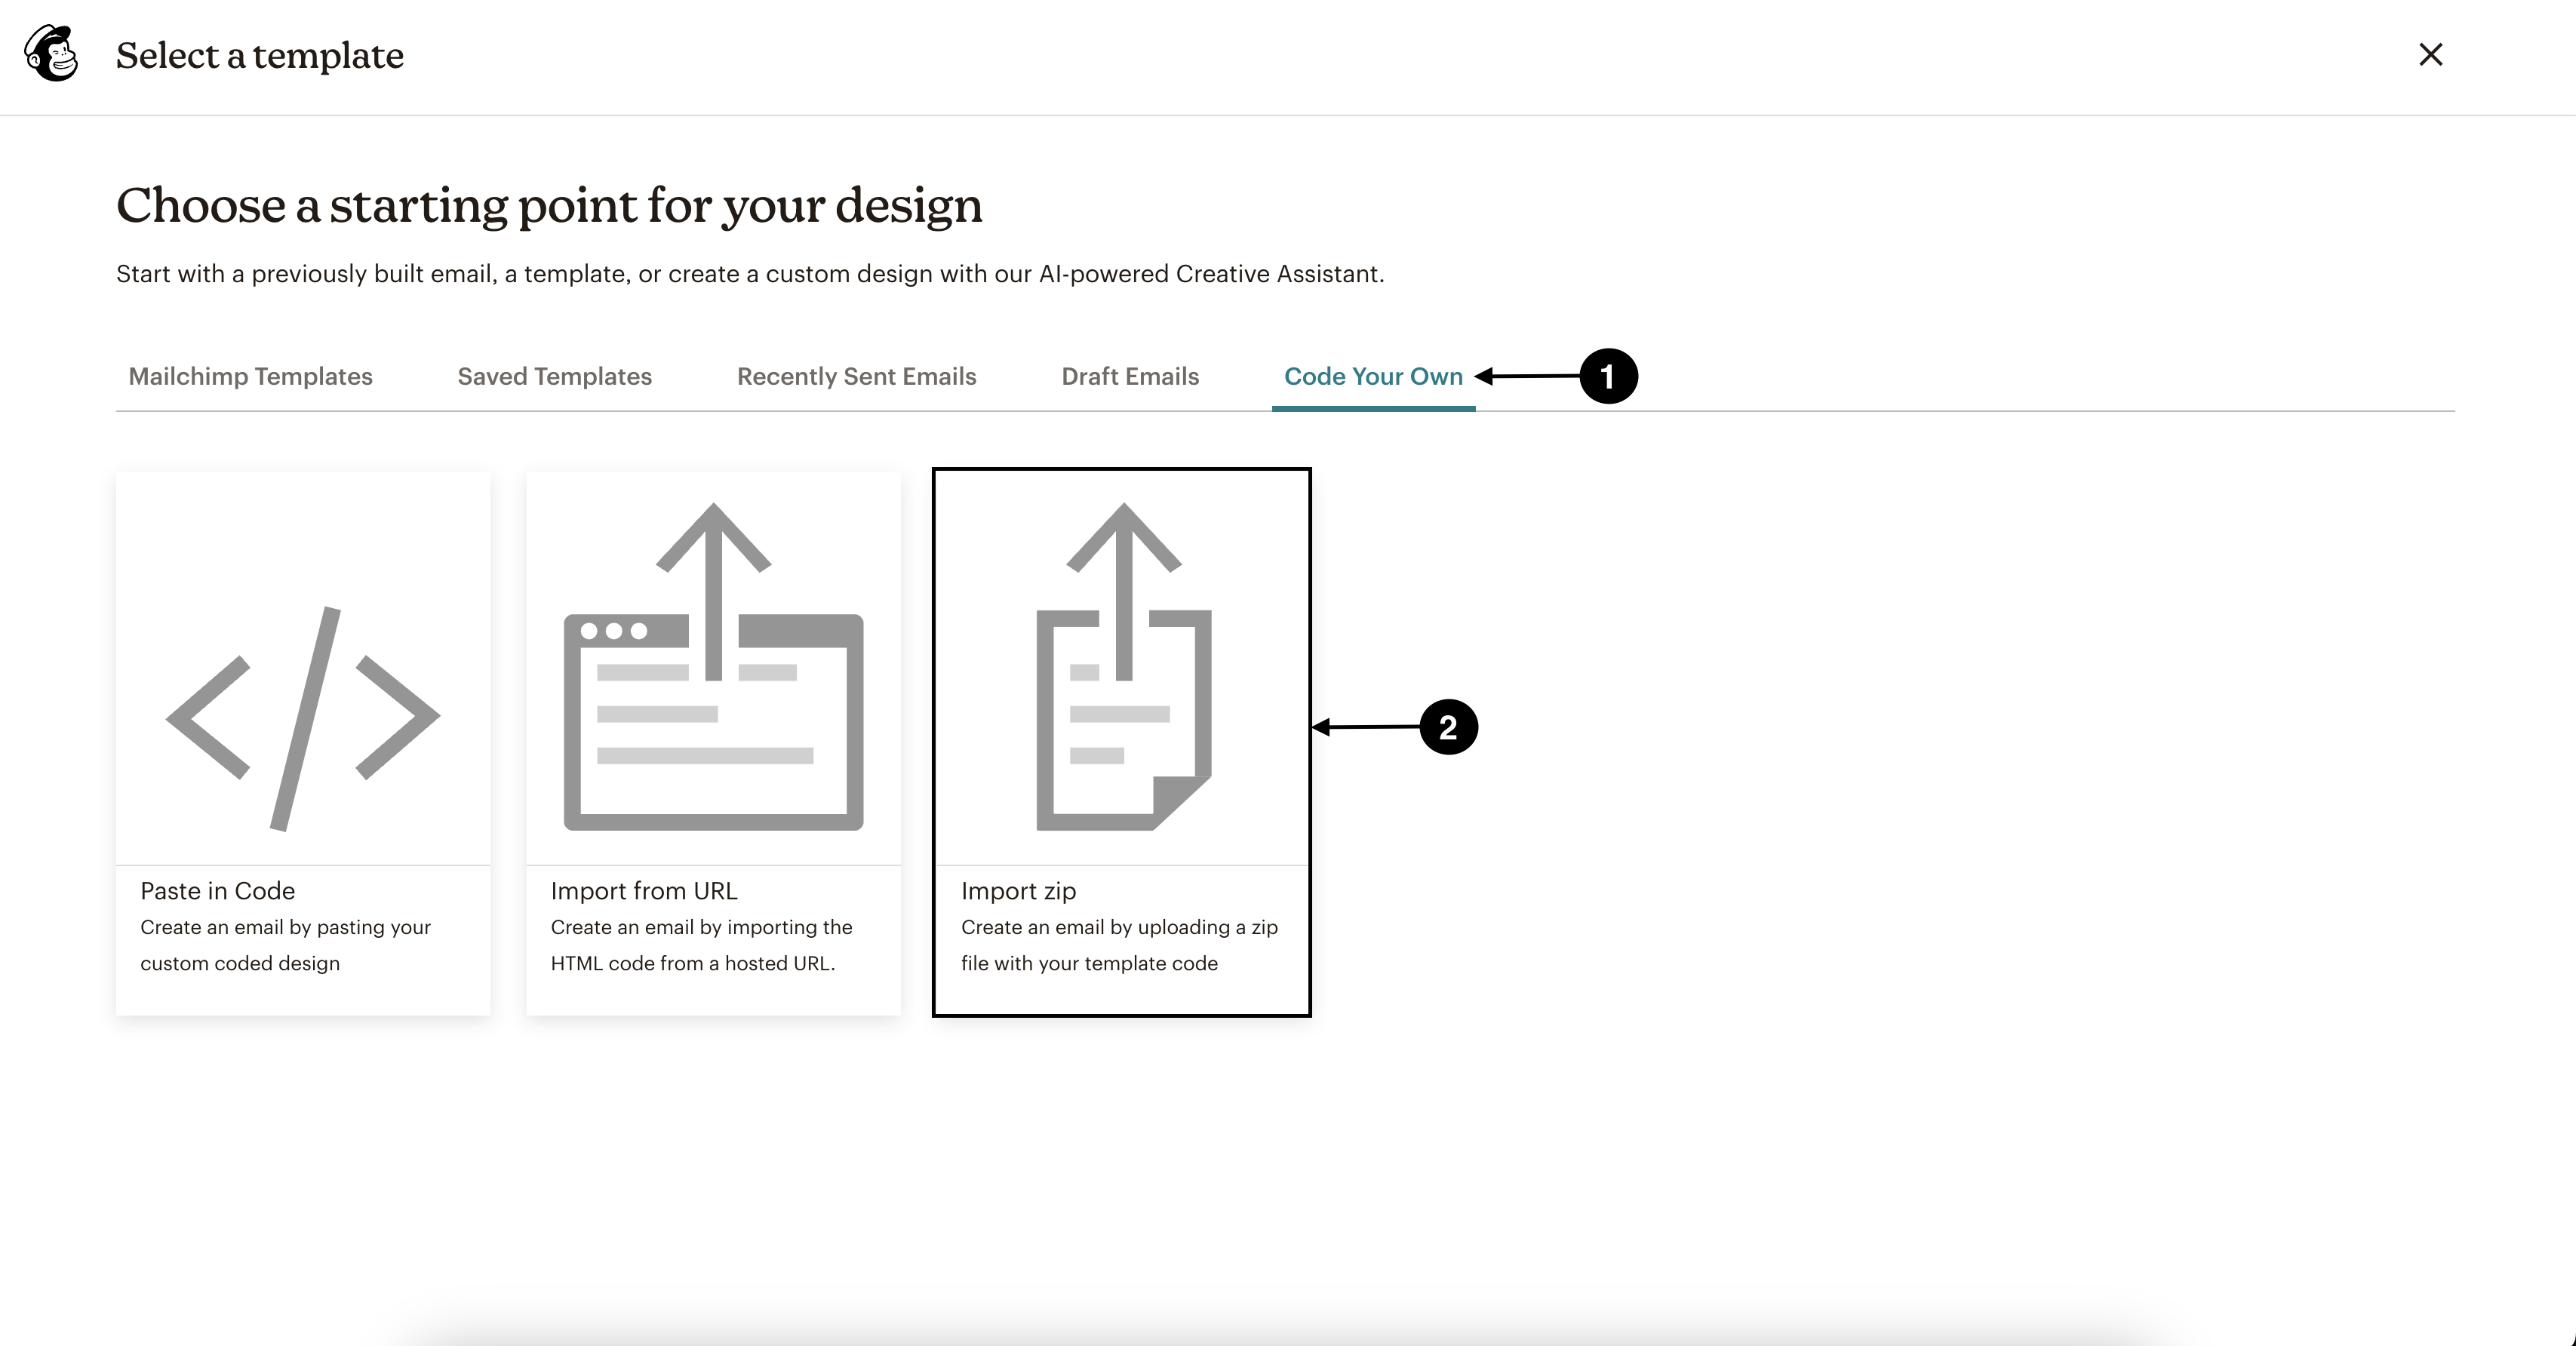 Select a template
Choose a starting point for your design
Start with a previously built email, a template, or create a custom design with our AI-powered Creative Assistant.
Mailchimp Templates Saved Templates Recently Sent Emails Draft Emails Code Your Own 1
2
Paste in Code
Create an email by pasting your
custom coded design
Import from URL
Create an email by importing the
HTML code from a hosted URL.
Import zip
Create an email by uploading a zip
file with your template code